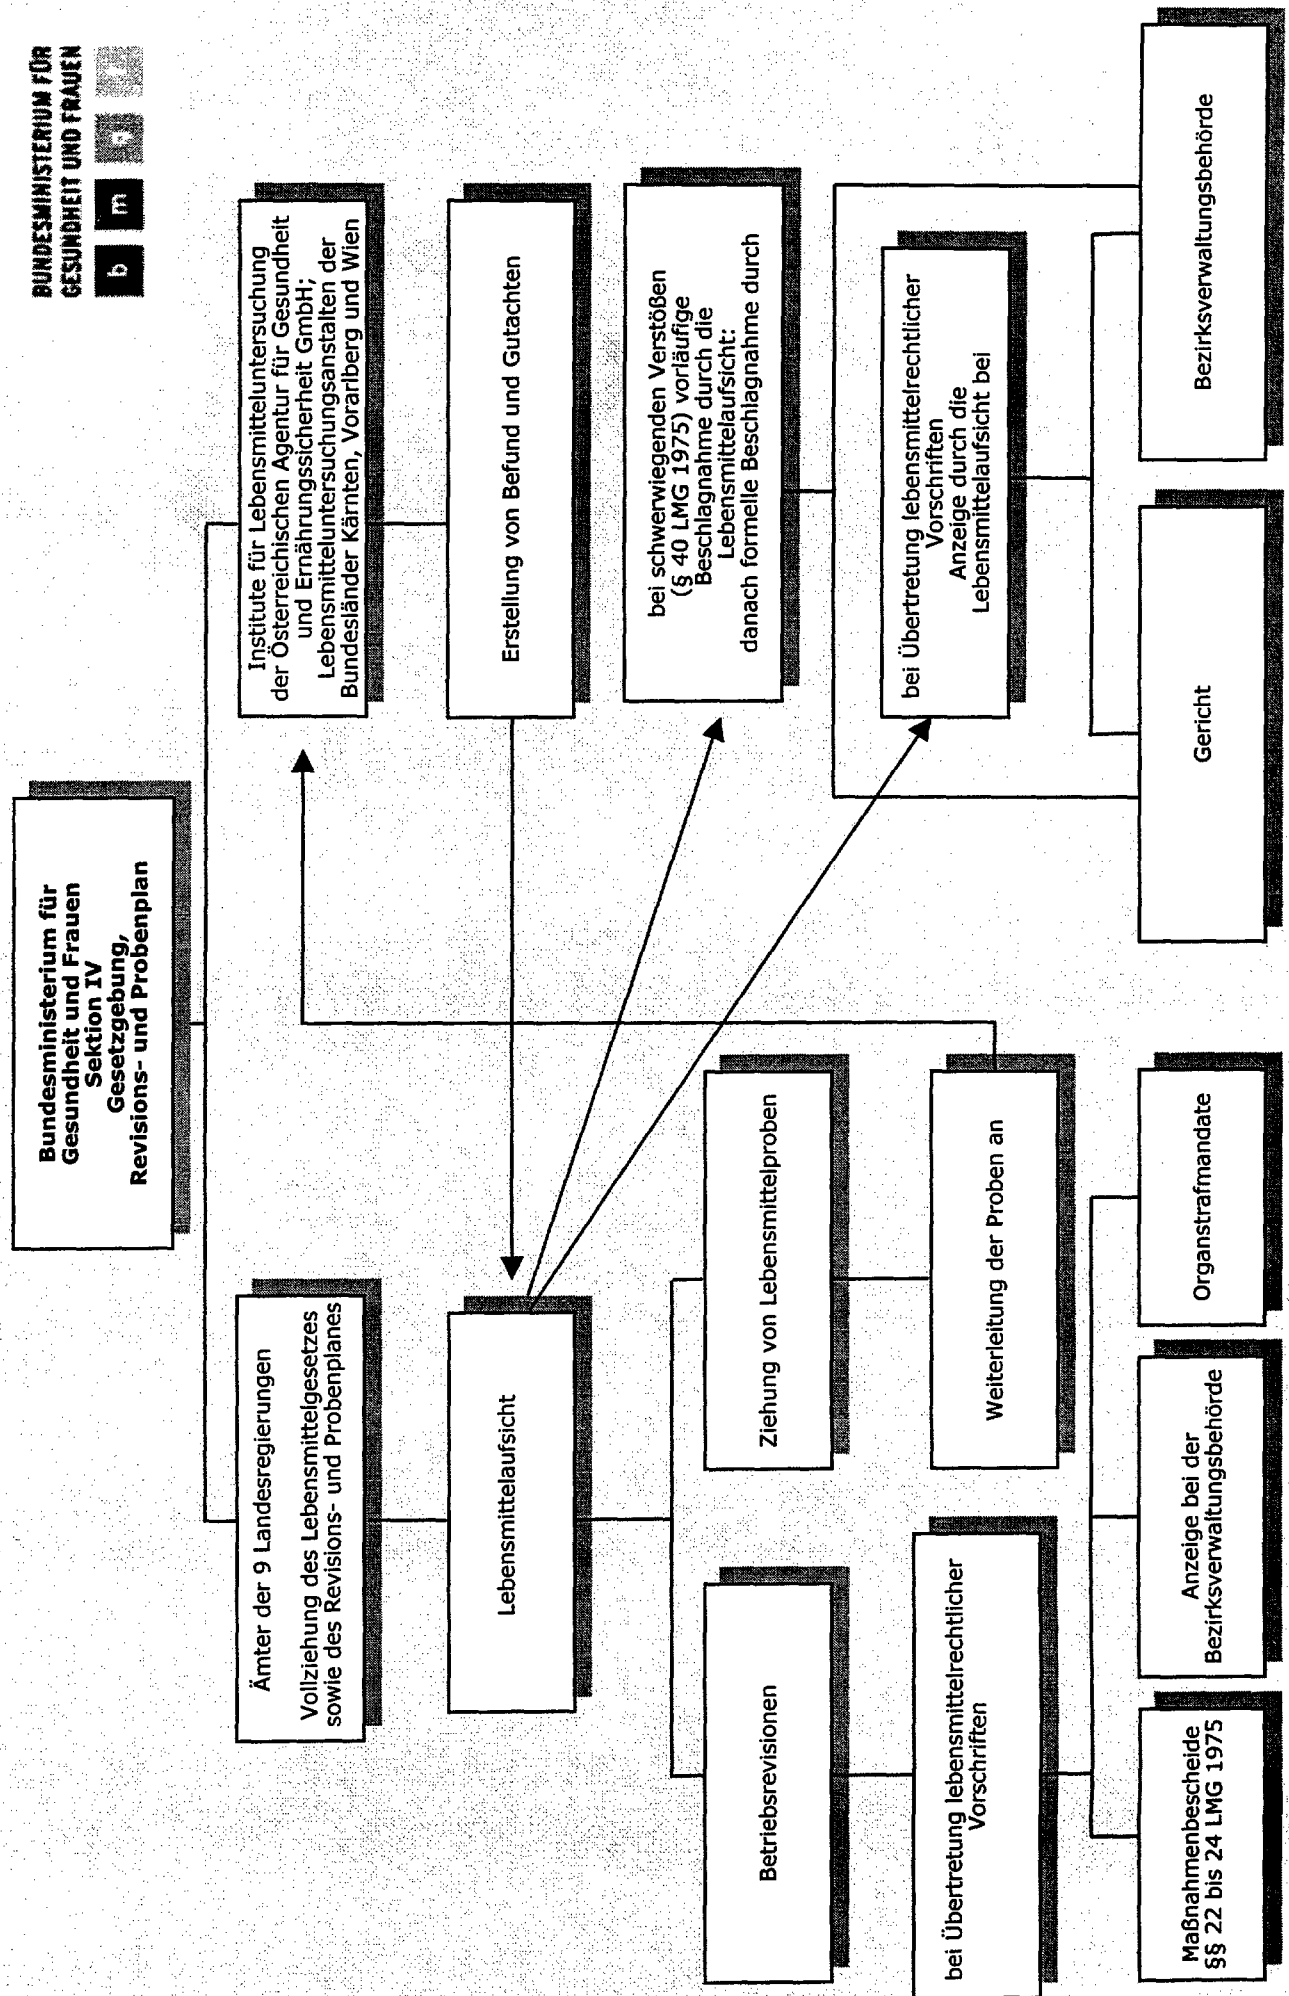 BUNDESMINISTERIUM FÜR
GESUNDHEIT UND FRAUEN
b m g f
Bundesministerium für
Gesundheit und Frauen
Sektion IV
Gesetzgebung,
Revisions- und Probenplan
Ämter der 9 Landesregierungen
Vollziehung des Lebensmittelgesetzes
sowie des Revisions- und Probenplanes
Institute für Lebensmitteluntersuchung
der Österreichischen Agentur für Gesundheit
und Ernährungssicherheit GmbH;
Lebensmitteluntersuchungsanstalten der
Bundesländer Kärnten, Vorarlberg und Wien
Lebensmittelaufsicht
Erstellung von Befund und Gutachten
Betriebsrevisionen
Ziehung von Lebensmittelproben
bei schwerwiegenden Verstößen
(§ 40 LMG 1975) vorläufige
Beschlagnahme durch die
Lebensmittelaufsicht:
danach formelle Beschlagnahme durch
bei Übertretung lebensmittelrechtlicher
Vorschriften
Weiterleitung der Proben an
bei Übertretung lebensmittelrechtlicher
Vorschriften
Anzeige durch die
Lebensmittelaufsicht bei
Maßnahmenbescheide
§§ 22 bis 24 LMG 1975
Anzeige bei der
Bezirksverwaltungsbehörde
Organstrafmandate
Gericht
Bezirksverwaltungsbehörde